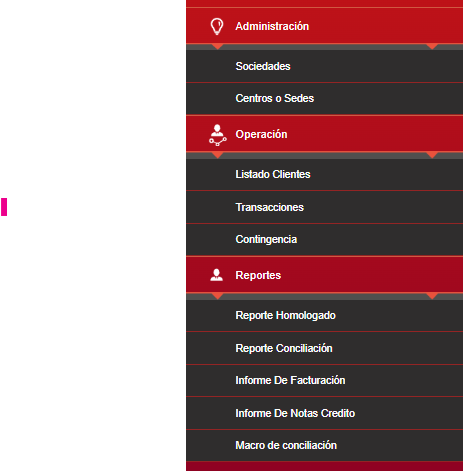 Administración
Sociedades
Centros o Sedes
Operación
Listado Clientes
Transacciones
Contingencia
Reportes
Reporte Homologado
Reporte Conciliación
Informe De Facturación
Informe De Notas Credito
Macro de conciliación